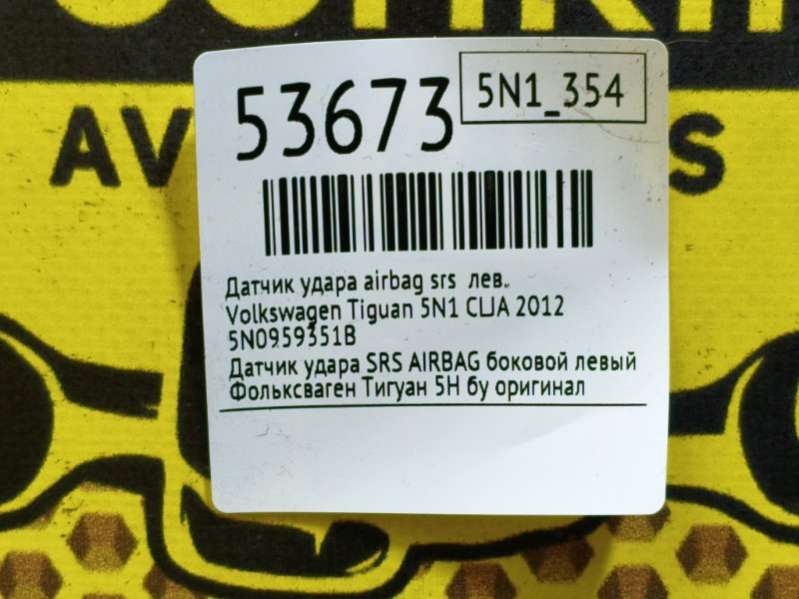 53673
5N1_354
AV
S
Датчик удара airbag srs лев.
Volkswagen Tiguan 5N1 CLJA 2012
5N0959351B
Датчик удара SRS AIRBAG боковой левый
Фольксваген Тигуан 5Н бу оригинал